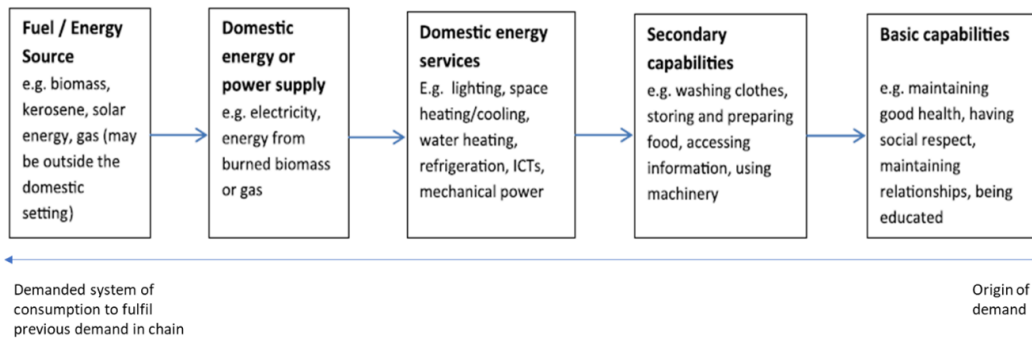 Fuel / Energy
Source
e.g. biomass,
kerosene, solar
energy, gas (may
be outside the
domestic
setting)
Domestic
energy or
power supply
e.g. electricity,
energy from
burned biomass
or gas
Domestic energy
services
E.g. lighting, space
heating/cooling,
water heating,
refrigeration, ICTs,
mechanical power
Secondary
capabilities
e.g. washing clothes,
storing and preparing
food, accessing
information, using
machinery
Basic capabilities
e.g. maintaining
good health, having
social respect,
maintaining
relationships, being
educated
Demanded system of
consumption to fulfil
previous demand in chain
Origin of
demand